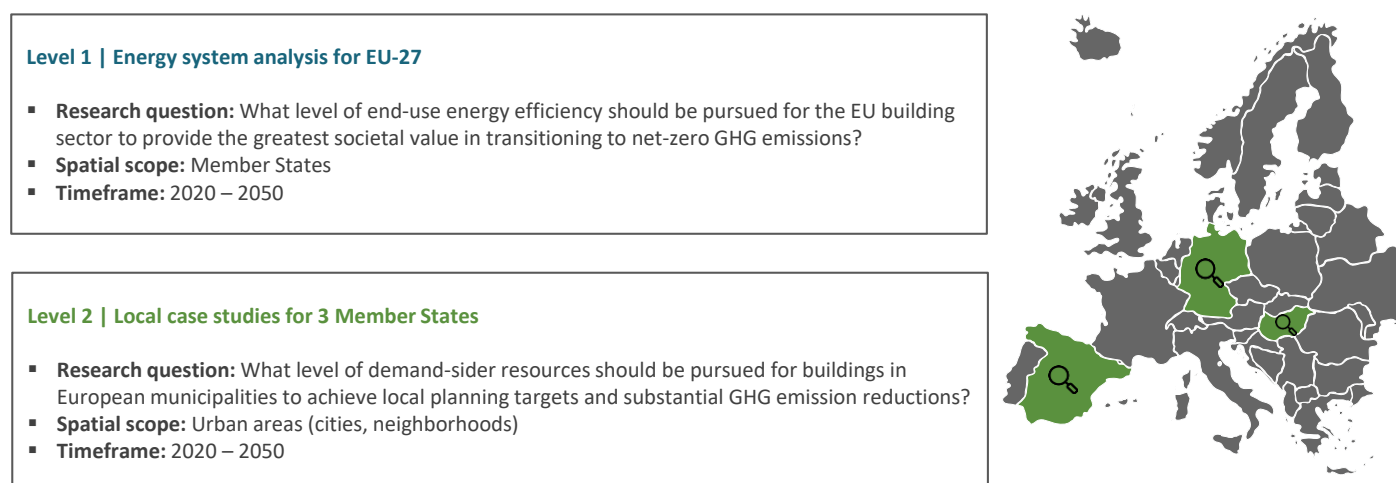 Level 1 | Energy system analysis for EU-27
▪ Research question: What level of end-use energy efficiency should be pursued for the EU building
sector to provide the greatest societal value in transitioning to net-zero GHG emissions?
▪ Spatial scope: Member States
▪ Timeframe: 2020 – 2050
Level 2 | Local case studies for 3 Member States
▪ Research question: What level of demand-sider resources should be pursued for buildings in
European municipalities to achieve local planning targets and substantial GHG emission reductions?
▪ Spatial scope: Urban areas (cities, neighborhoods)
▪ Timeframe: 2020 – 2050